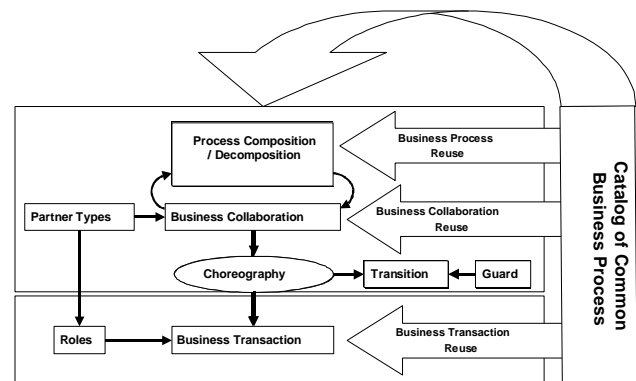 Process Composition
/ Decomposition
Business Process
Reuse
Partner Types
Business Collaboration
Business Collaboration
Reuse
Choreography
Transition
Guard
Roles
Business Transaction
Business Transaction
Reuse
Catalog of Common
Business Process